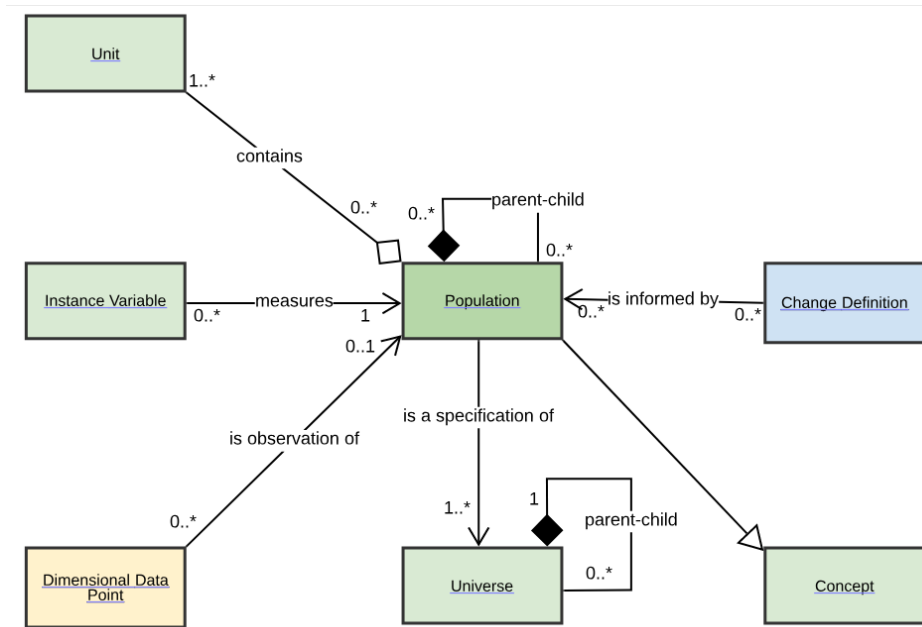 Unit
1..*
contains
0..*
0..*
parent-child
0..*
Instance Variable
measures
0..*
1
Population
is informed by
0..*
0..*
Change Definition
0..1
is observation of
is a specification of
0..*
1..*
1
parent-child
0..*
Dimensional Data
Point
Universe
Concept